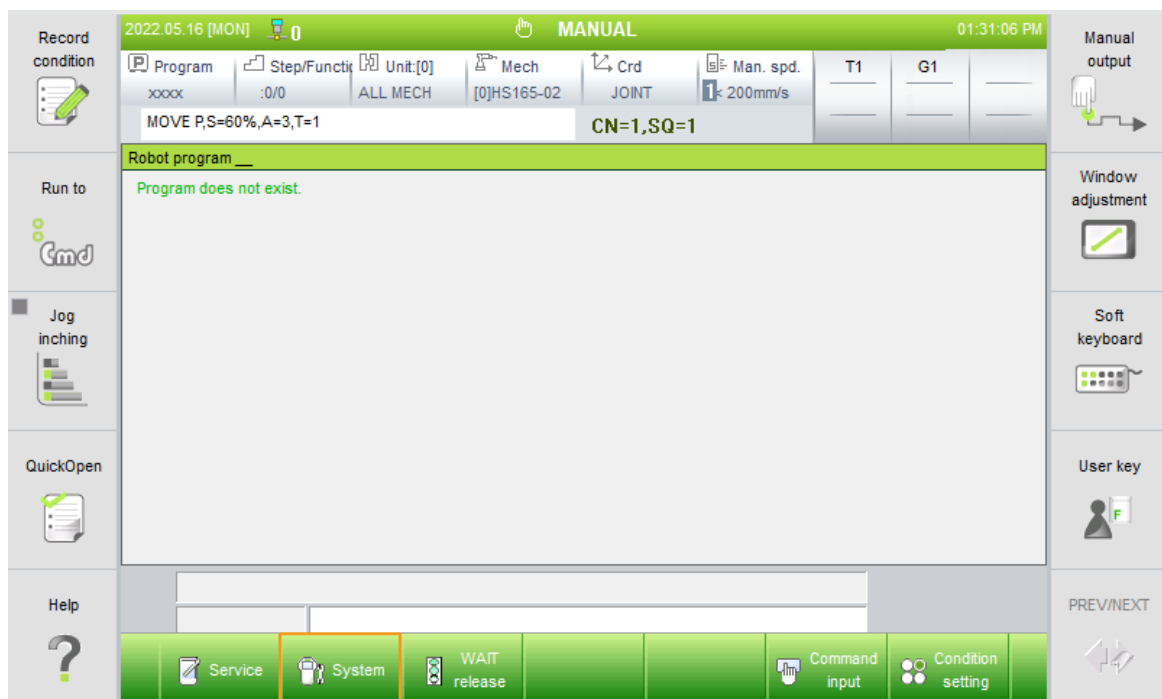 Record
condition
Run to
Cmd
Jog
inching
QuickOpen
Help
2022.05.16 [MON] 0 MANUAL 01:31:06 PM
Program Step/Functio Unit:[0] Mech Crd Man. spd. T1 G1
xxxx :0/0 ALL MECH [0]HS165-02 JOINT 1< 200mm/s
MOVE P,S=60%,A=3,T=1 CN=1,SQ=1
Robot program __
Program does not exist.
Service System WAIT
release
Command
input
Condition
setting
Manual
output
Window
adjustment
Soft
keyboard
User key
F
PREV/NEXT